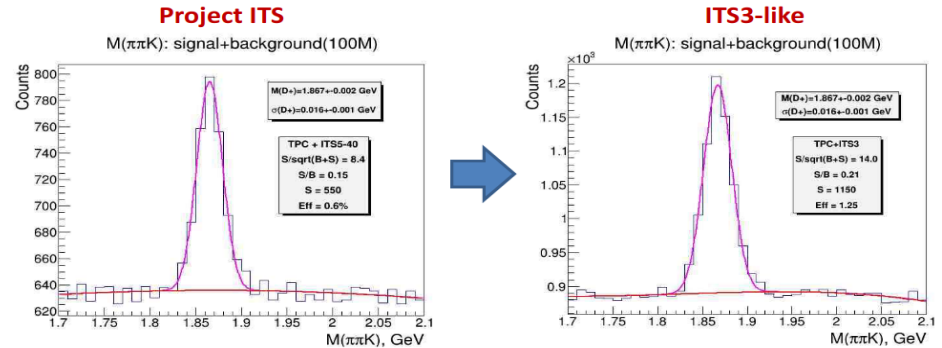 Project ITS
M(ππK): signal+background(100M)
Counts
800
780
760
740
720
700
680
660
640
620
M(D+)=1.867+-0.002 GeV
σ(D+)=0.016+-0.001 GeV
TPC + ITS5-40
S/sqrt(B+S) = 8.4
S/B = 0.15
S = 550
Eff = 0.6%
1.7 1.75 1.8 1.85 1.9 1.95 2 2.05 2.1
M(ππK), GeV
ITS3-like
M(ππK): signal+background(100M)
×10³
Counts
1.2
1.15
1.1
1.05
1
0.95
0.9
M(D+)=1.867+-0.002 GeV
σ(D+)=0.016+-0.001 GeV
TPC+ITS3
S/sqrt(B+S) = 14.0
S/B = 0.21
S = 1150
Eff = 1.25
1.7 1.75 1.8 1.85 1.9 1.95 2 2.05 2.1
M(ππK), GeV